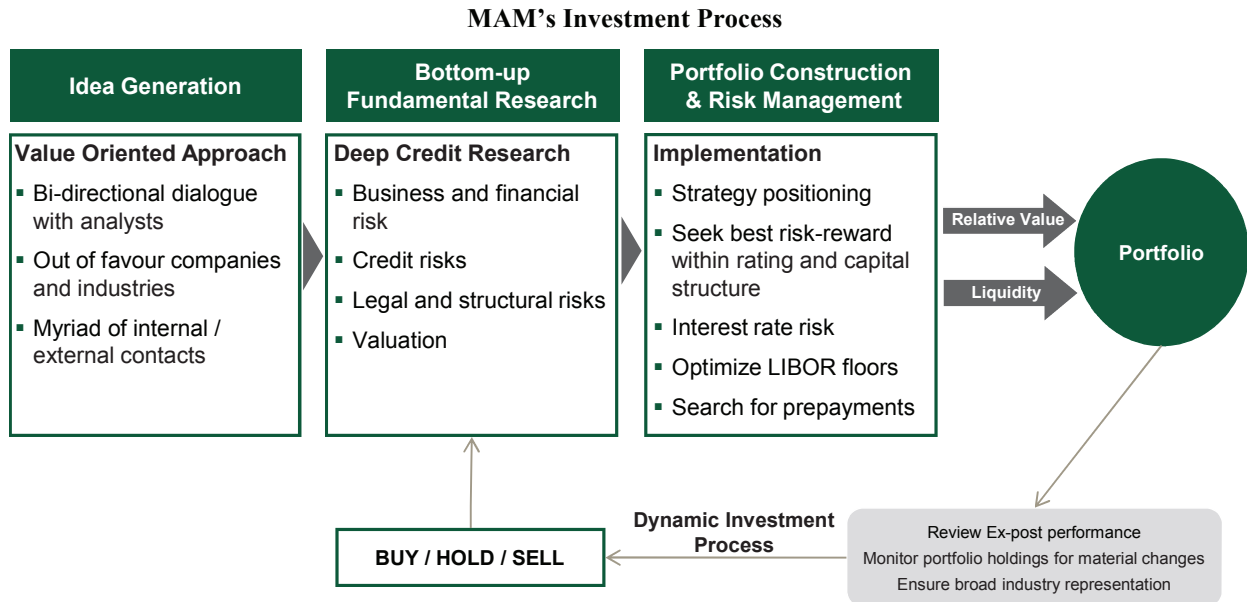 MAM’s Investment Process
Idea Generation
Value Oriented Approach
▪ Bi-directional dialogue
with analysts
▪ Out of favour companies
and industries
▪ Myriad of internal /
external contacts
Bottom-up
Fundamental Research
Deep Credit Research
▪ Business and financial
risk
▪ Credit risks
▪ Legal and structural risks
▪ Valuation
Portfolio Construction
& Risk Management
Implementation
▪ Strategy positioning
▪ Seek best risk-reward
within rating and capital
structure
▪ Interest rate risk
▪ Optimize LIBOR floors
▪ Search for prepayments
Relative Value
Liquidity
Portfolio
Review Ex-post performance
Monitor portfolio holdings for material changes
Ensure broad industry representation
Dynamic Investment
Process
BUY / HOLD / SELL